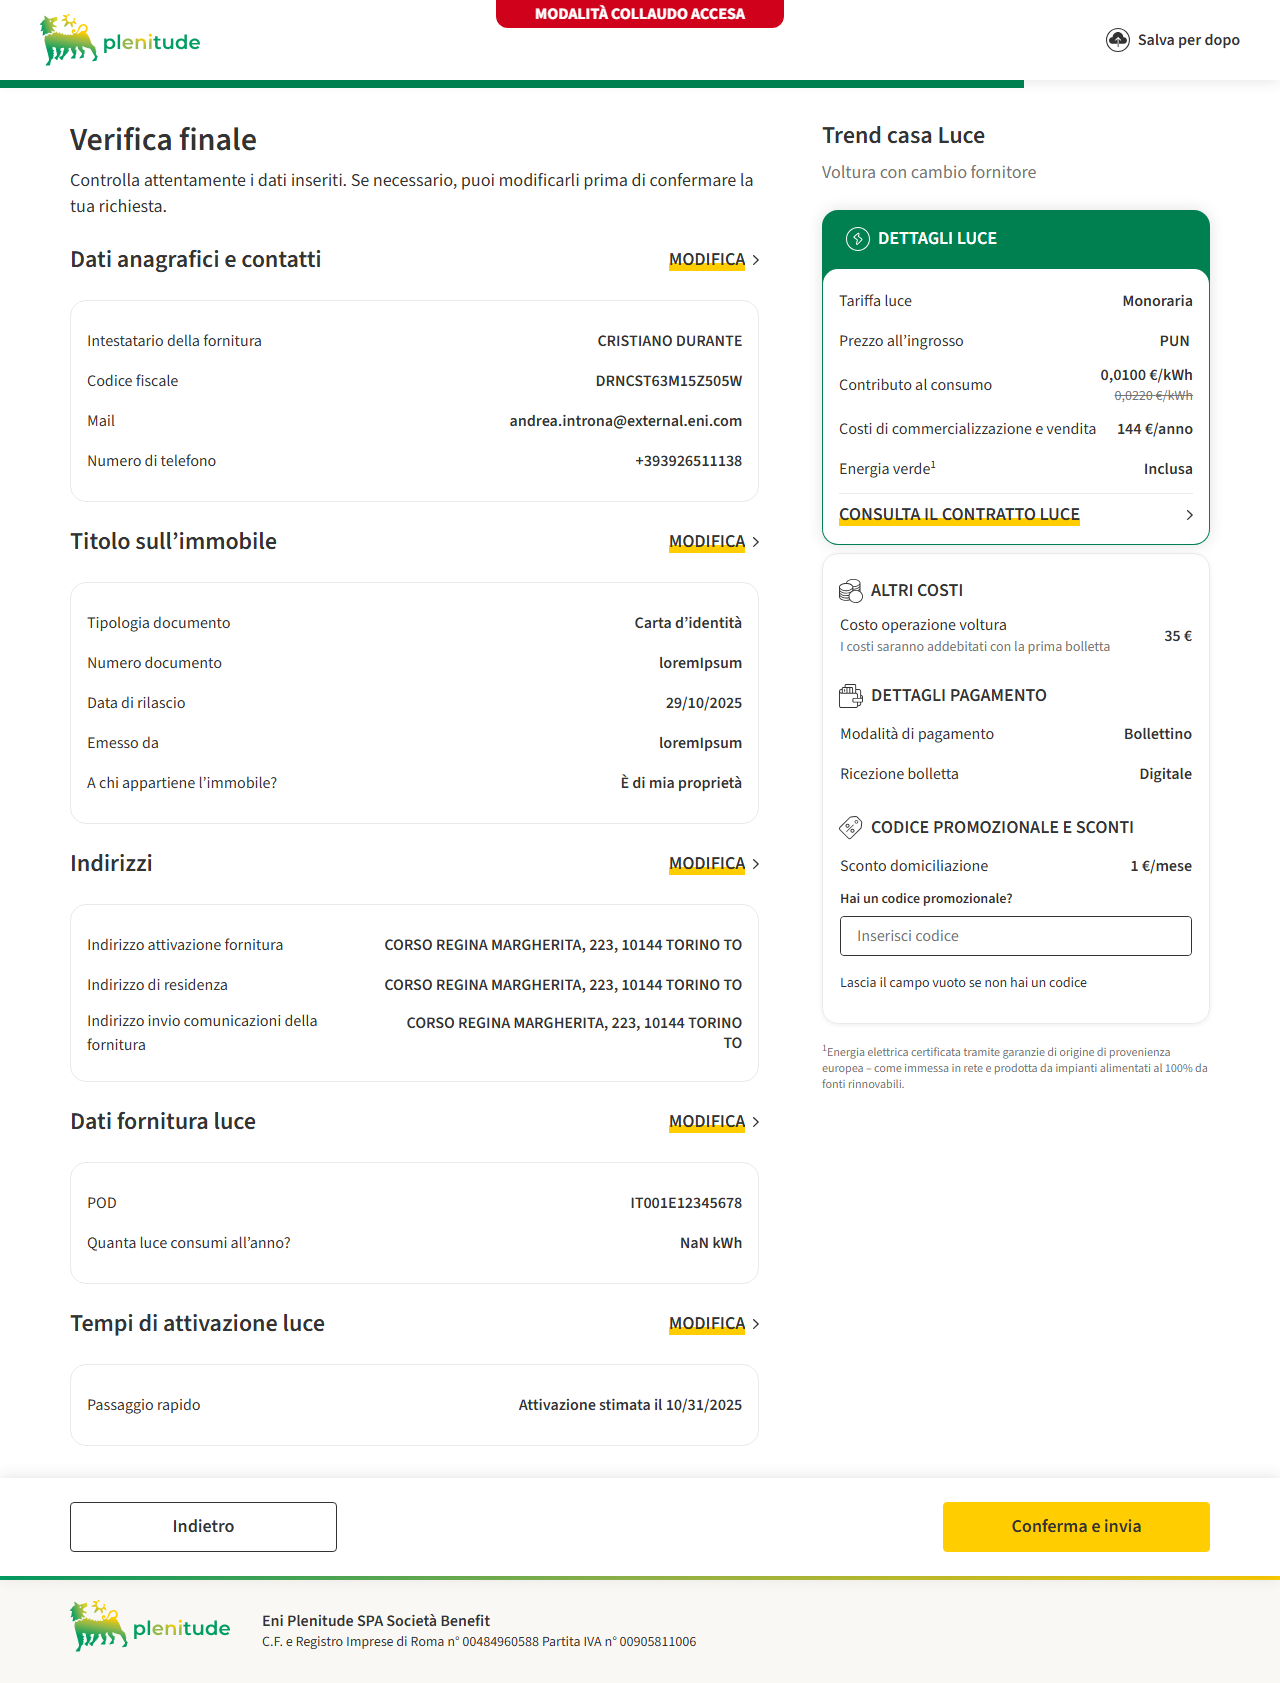 MODALITÀ COLLAUDO ACCESA
plenitude
Salva per dopo
Verifica finale
Controlla attentamente i dati inseriti. Se necessario, puoi modificarli prima di confermare la
tua richiesta.
Dati anagrafici e contatti
MODIFICA
Intestatario della fornitura
CRISTIANO DURANTE
Codice fiscale
DRNCST63M15Z505W
Mail
andrea.introna@external.eni.com
Numero di telefono
+393926511138
Titolo sull’immobile
MODIFICA
Tipologia documento
Carta d’identità
Numero documento
loremIpsum
Data di rilascio
29/10/2025
Emesso da
loremIpsum
A chi appartiene l’immobile?
È di mia proprietà
Indirizzi
MODIFICA
Indirizzo attivazione fornitura
CORSO REGINA MARGHERITA, 223, 10144 TORINO TO
Indirizzo di residenza
CORSO REGINA MARGHERITA, 223, 10144 TORINO TO
Indirizzo invio comunicazioni della
fornitura
CORSO REGINA MARGHERITA, 223, 10144 TORINO
TO
Dati fornitura luce
MODIFICA
POD
IT001E12345678
Quanta luce consumi all’anno?
NaN kWh
Tempi di attivazione luce
MODIFICA
Passaggio rapido
Attivazione stimata il 10/31/2025
Trend casa Luce
Voltura con cambio fornitore
DETTAGLI LUCE
Tariffa luce
Monoraria
Prezzo all’ingrosso
PUN
Contributo al consumo
0,0100 €/kWh
0,0220 €/kWh
Costi di commercializzazione e vendita
144 €/anno
Energia verde¹
Inclusa
CONSULTA IL CONTRATTO LUCE
ALTRI COSTI
Costo operazione voltura
I costi saranno addebitati con la prima bolletta
35 €
DETTAGLI PAGAMENTO
Modalità di pagamento
Bollettino
Ricezione bolletta
Digitale
CODICE PROMOZIONALE E SCONTI
Sconto domiciliazione
1 €/mese
Hai un codice promozionale?
Inserisci codice
Lascia il campo vuoto se non hai un codice
¹Energia elettrica certificata tramite garanzie di origine di provenienza
europea – come immessa in rete e prodotta da impianti alimentati al 100% da
fonti rinnovabili.
Indietro
Conferma e invia
plenitude
Eni Plenitude SPA Società Benefit
C.F. e Registro Imprese di Roma n° 00484960588 Partita IVA n° 00905811006